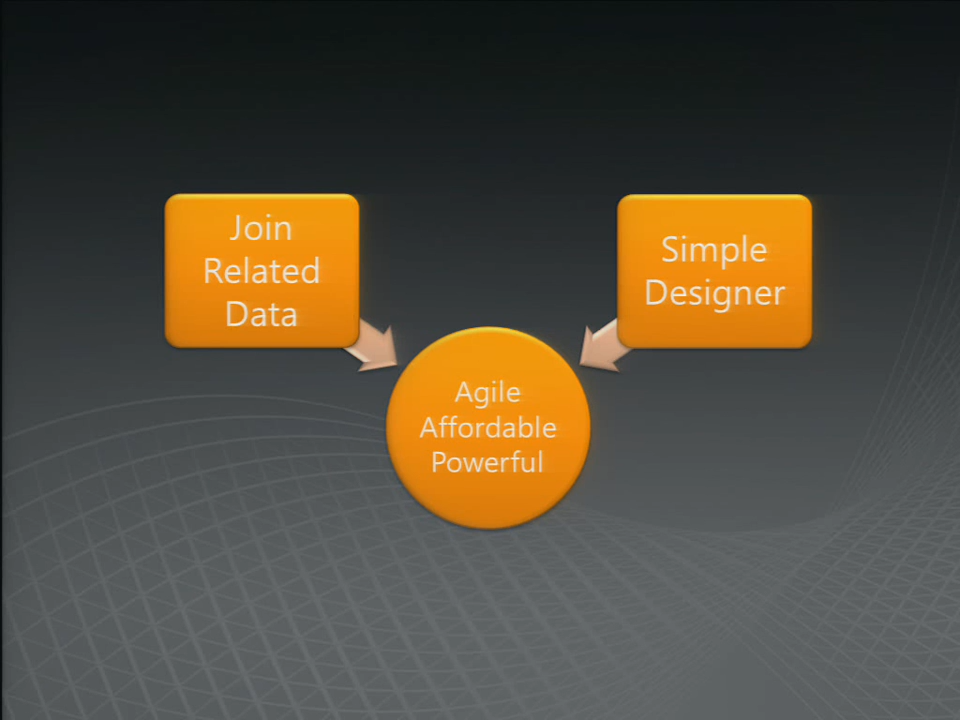 Join
Related
Data
Simple
Designer
Agile
Affordable
Powerful